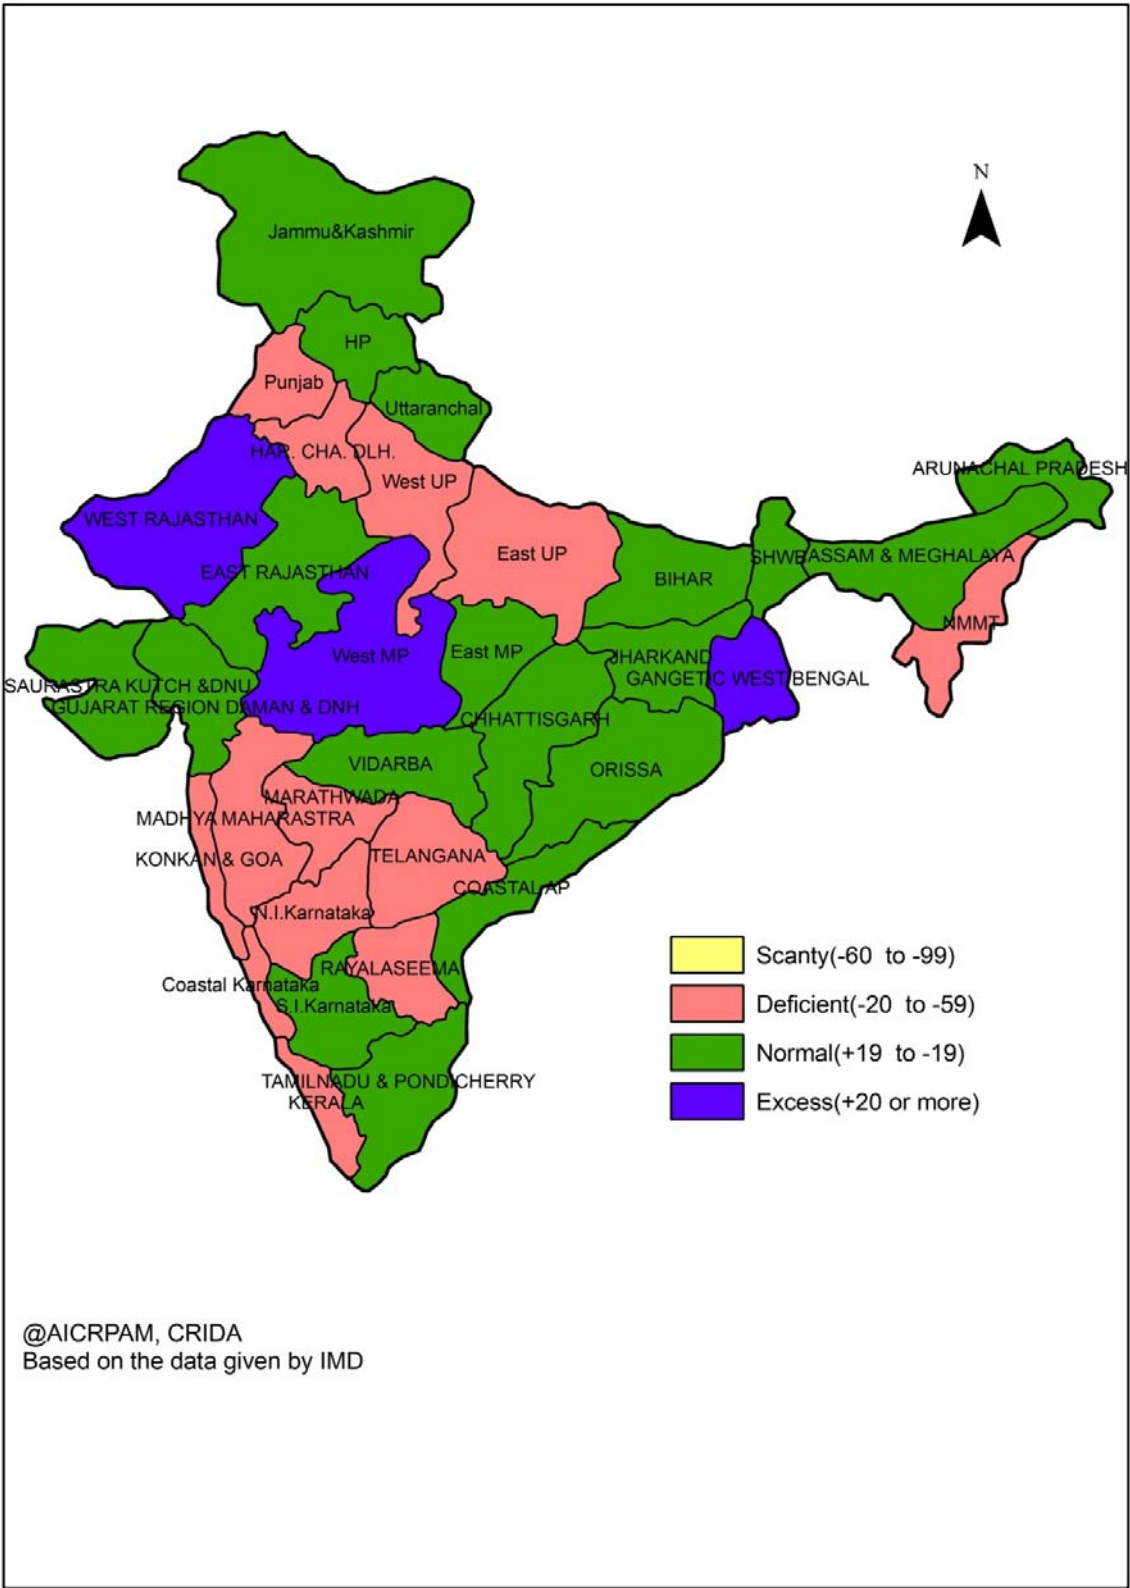 N
Jammu&Kashmir
HP
Punjab
Uttaranchal
HAR. CHA. DLH.
ARUNACHAL PRADESH
West UP
WEST RAJASTHAN
East UP
SHWB
ASSAM & MEGHALAYA
EAST RAJASTHAN
BIHAR
NMMT
West MP
East MP
JHARKAND
GANGETIC WEST BENGAL
SAURASTRA KUTCH &DNU
GUJARAT REGION DAMAN & DNH
CHHATTISGARH
VIDARBA
ORISSA
MARATHWADA
MADHYA MAHARASTRA
KONKAN & GOA
TELANGANA
COASTAL AP
N.I.Karnataka
RAYALASEEMA
Coastal Karnataka
S.I.Karnataka
TAMILNADU & PONDICHERRY
KERALA
Scanty(-60 to -99)
Deficient(-20 to -59)
Normal(+19 to -19)
Excess(+20 or more)
@AICRPAM, CRIDA
Based on the data given by IMD